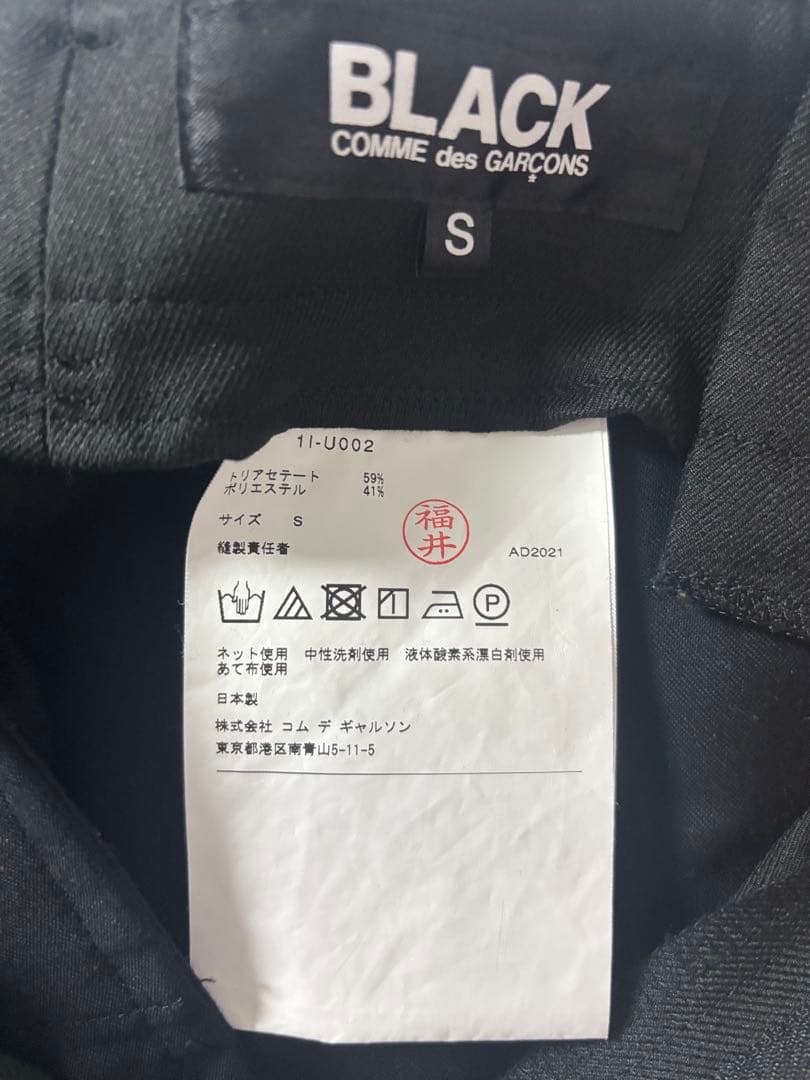 BLACK
COMME des GARÇONS
S
1I-U002
トリアセテート 59%
ポリエステル 41%
サイズ S
縫製責任者
福井
AD2021
P
ネット使用 中性洗剤使用 液体酸素系漂白剤使用
あて布使用
日本製
株式会社 コム デ ギャルソン
東京都港区南青山5-11-5